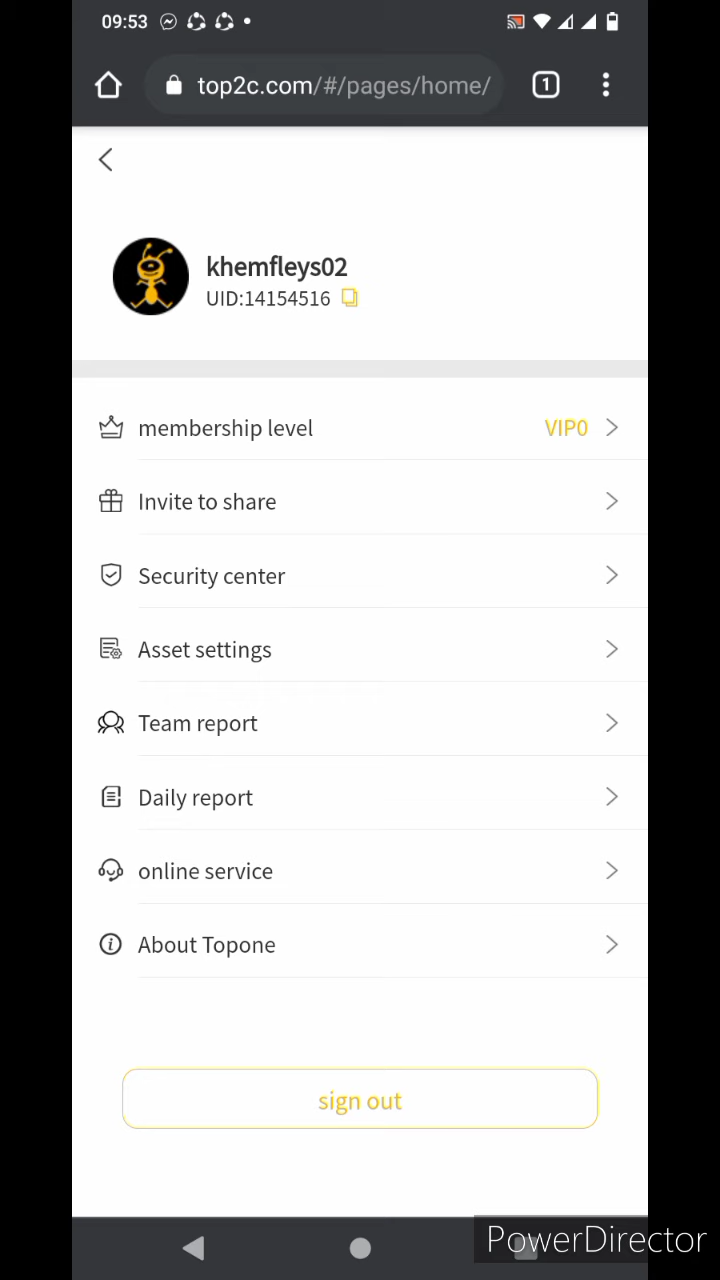 09:53
top2c.com/#/pages/home/
1
khemfleys02
UID:14154516
membership level VIP0
Invite to share
Security center
Asset settings
Team report
Daily report
online service
About Topone
sign out
PowerDirector